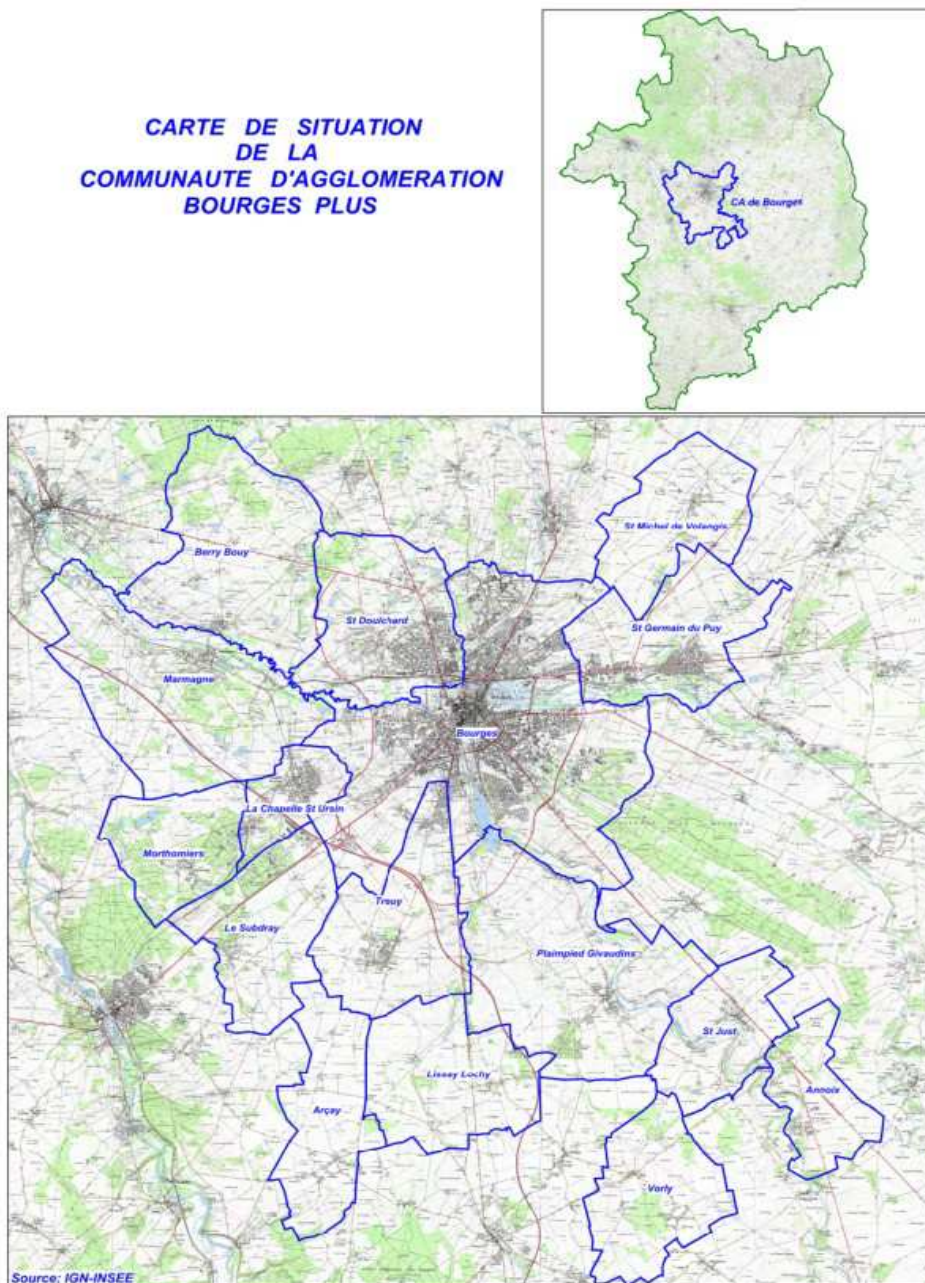 CARTE DE SITUATION
DE LA
COMMUNAUTE D'AGGLOMERATION
BOURGES PLUS
CA de Bourges
St Michel de Volangis
Berry Bouy
St Doulchard
St Germain du Puy
Marmagne
Bourges
La Chapelle St Ursin
Morthomiers
Trouy
Le Subdray
Plaimpied Givaudins
St Just
Lissay Lochy
Annoix
Arçay
Vorly
Source: IGN-INSEE